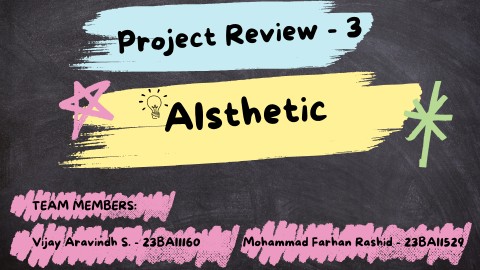 Project Review - 3
AIsthetic
TEAM MEMBERS:
Vijay Aravindh S. - 23BAI1160
Mohammad Farhan Rashid - 23BAI1529